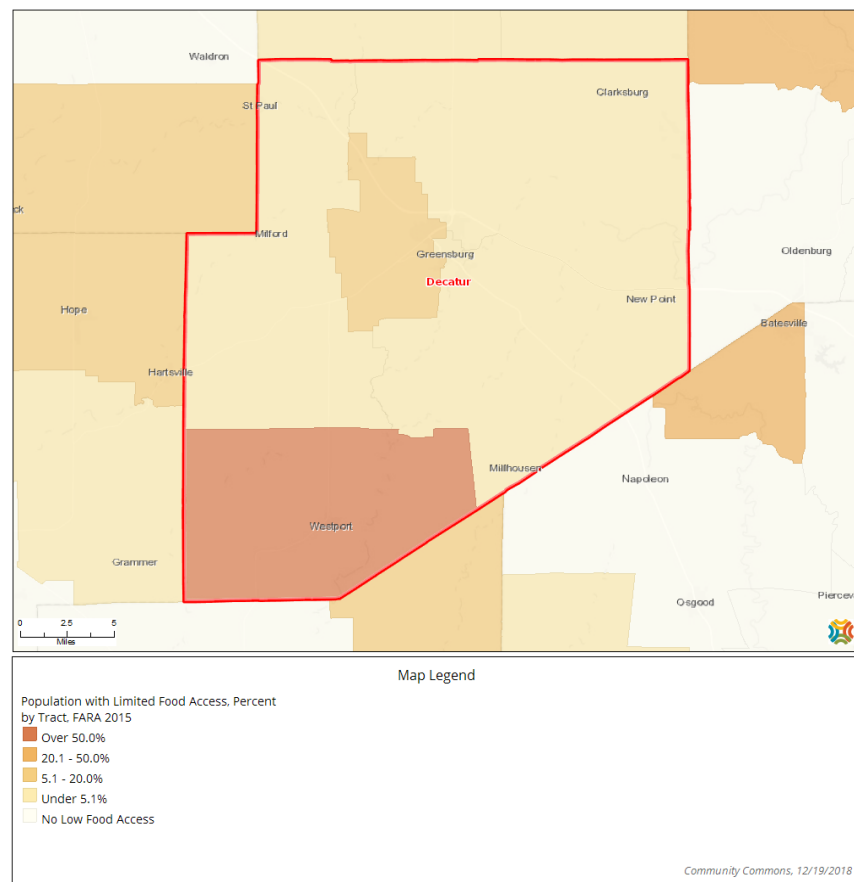 Waldron
Clarksburg
St Paul
ck
Milford
Oldenburg
Greensburg
Decatur
New Point
Hope
Batesville
Hartsville
Millhousen
Napoleon
Westport
Grammer
Osgood
Piercev
0 2.5 5
Miles
Map Legend
Population with Limited Food Access, Percent
by Tract, FARA 2015
Over 50.0%
20.1 - 50.0%
5.1 - 20.0%
Under 5.1%
No Low Food Access
Community Commons, 12/19/2018